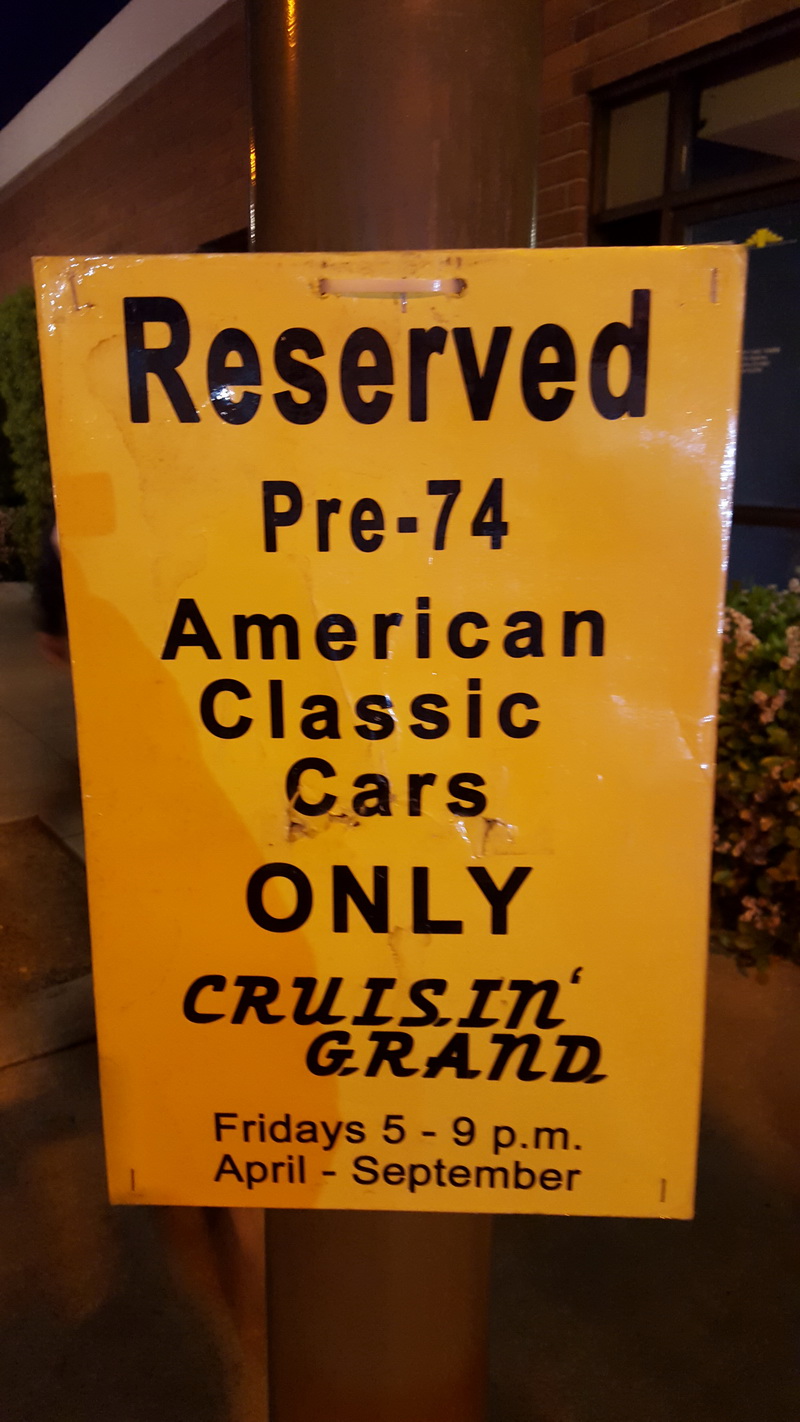 Reserved
Pre-74
American
Classic
Cars
ONLY
CRUISIN'
GRAND
Fridays 5 - 9 p.m.
April - September